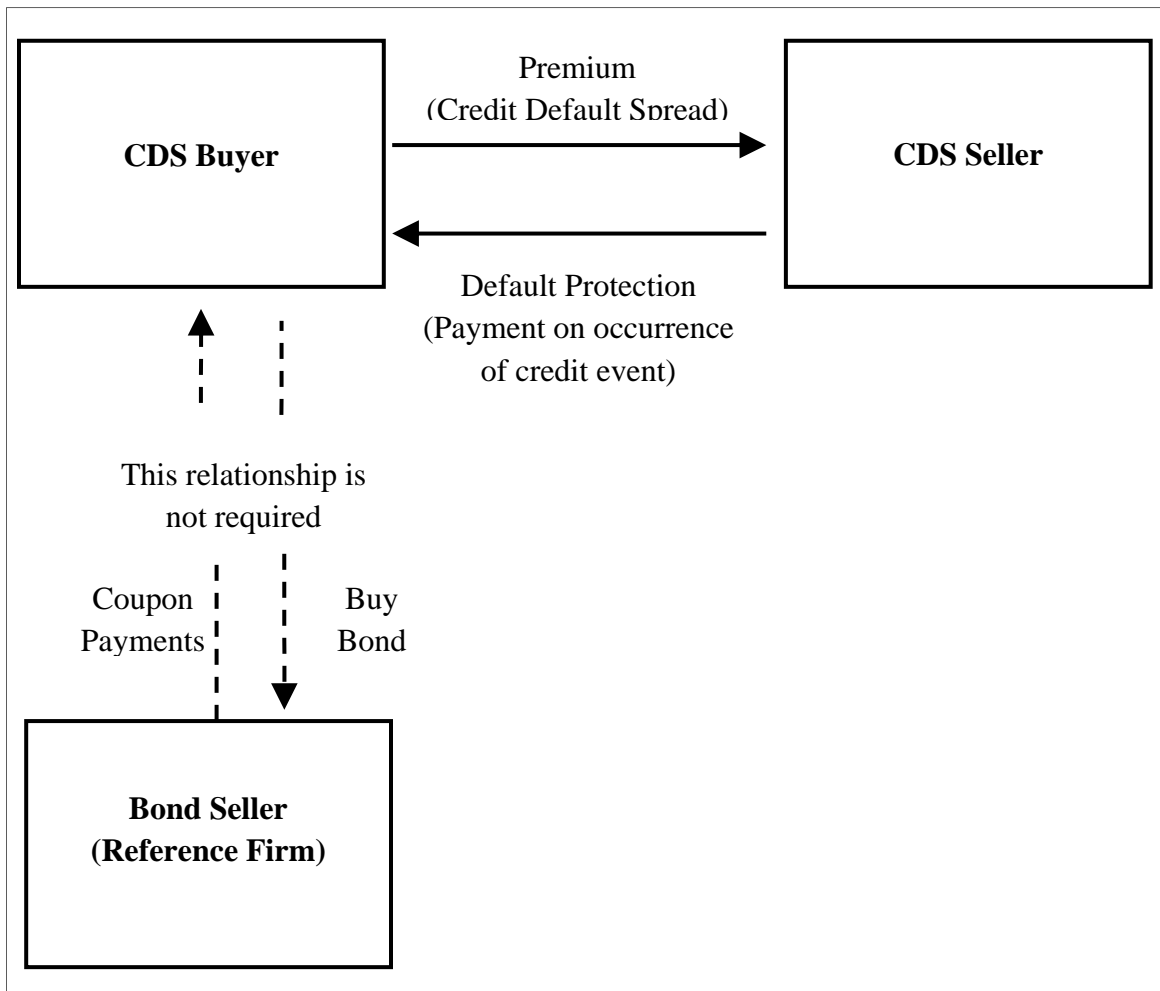 Premium
(Credit Default Spread)
CDS Buyer
CDS Seller
Default Protection
(Payment on occurrence
of credit event)
This relationship is
not required
Coupon
Payments
Buy
Bond
Bond Seller
(Reference Firm)